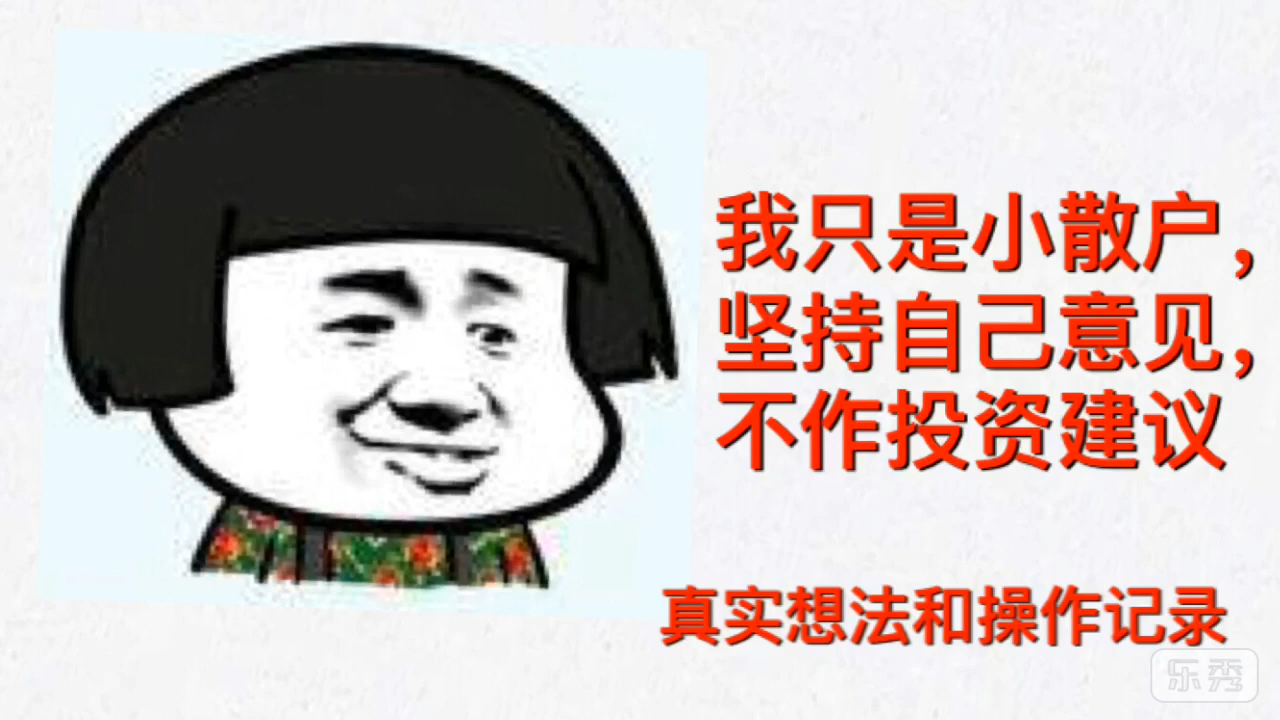 我只是小散户，
坚持自己意见，
不作投资建议
真实想法和操作记录
乐秀